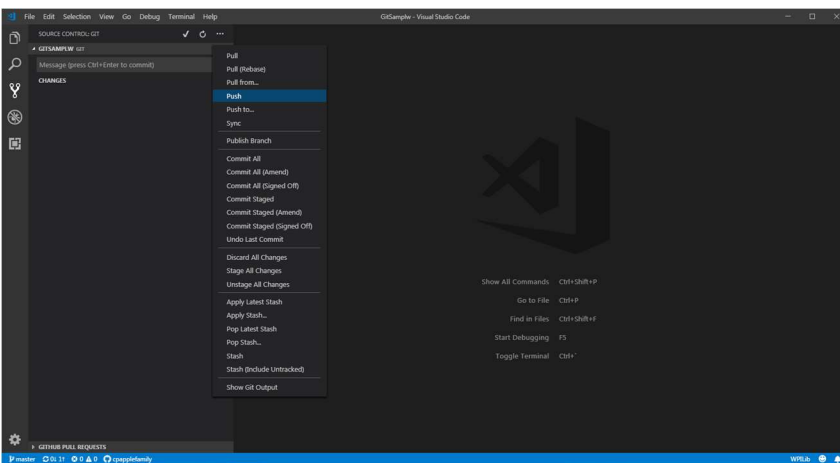 File Edit Selection View Go Debug Terminal Help
GitSamplw - Visual Studio Code
SOURCE CONTROL: GIT
GITSAMPLW GIT
Message (press Ctrl+Enter to commit)
CHANGES
Pull
Pull (Rebase)
Pull from...
Push
Push to...
Sync
Publish Branch
Commit All
Commit All (Amend)
Commit All (Signed Off)
Commit Staged
Commit Staged (Amend)
Commit Staged (Signed Off)
Undo Last Commit
Discard All Changes
Stage All Changes
Unstage All Changes
Apply Latest Stash
Apply Stash...
Pop Latest Stash
Pop Stash...
Stash
Stash (Include Untracked)
Show Git Output
Show All Commands Ctrl+Shift+P
Go to File Ctrl+P
Find in Files Ctrl+Shift+F
Start Debugging F5
Toggle Terminal Ctrl+`
GITHUB PULL REQUESTS
master 0↓ 1↑ 0 0 cpapplefamily
WPILib